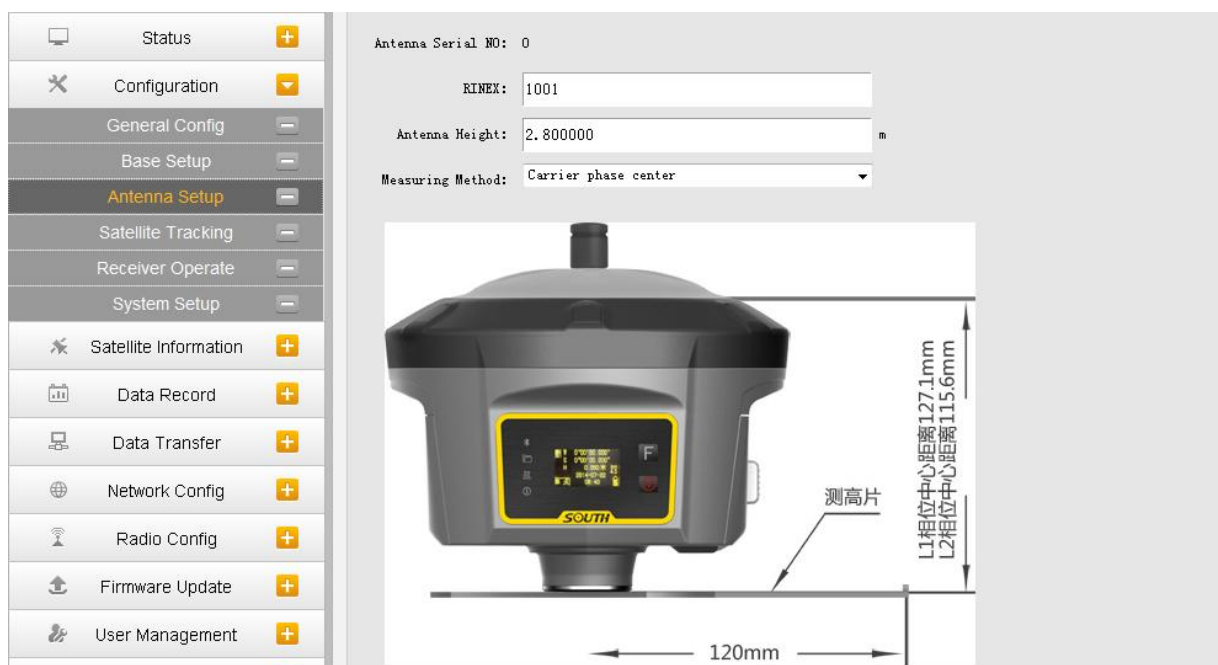 Status
Configuration
General Config
Base Setup
Antenna Setup
Satellite Tracking
Receiver Operate
System Setup
Satellite Information
Data Record
Data Transfer
Network Config
Radio Config
Firmware Update
User Management
Antenna Serial NO: 0
RINEX: 1001
Antenna Height: 2.800000 m
Measuring Method: Carrier phase center
F
SOUTH
测高片
L1相位中心距离127.1mm
L2相位中心距离115.6mm
120mm